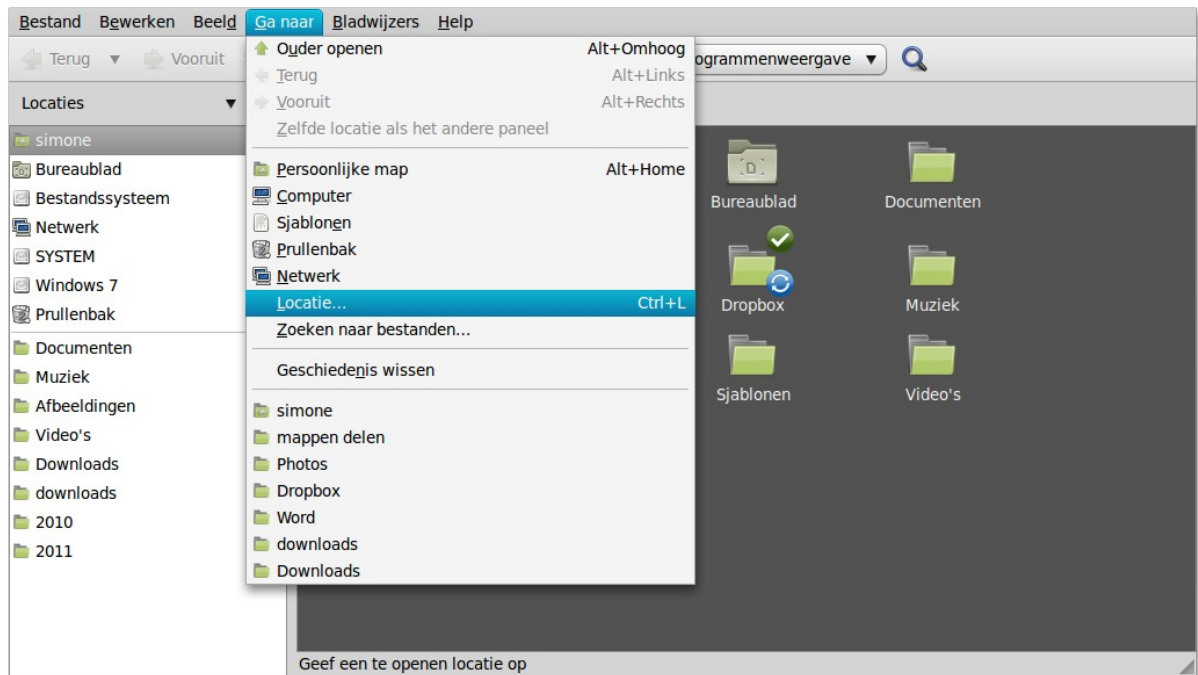 Bestand Bewerken Beeld Ga naar Bladwijzers Help
Terug Vooruit
Locaties
simone
Bureaublad
Bestandssysteem
Netwerk
SYSTEM
Windows 7
Prullenbak
Documenten
Muziek
Afbeeldingen
Video's
Downloads
downloads
2010
2011
Ouder openen Alt+Omhoog
Terug Alt+Links
Vooruit Alt+Rechts
Zelfde locatie als het andere paneel
Persoonlijke map Alt+Home
Computer
Sjablonen
Prullenbak
Netwerk
Locatie... Ctrl+L
Zoeken naar bestanden...
Geschiedenis wissen
simone
mappen delen
Photos
Dropbox
Word
downloads
Downloads
ogrammenweergave
D
Bureaublad Documenten
Dropbox Muziek
Sjablonen Video's
Geef een te openen locatie op